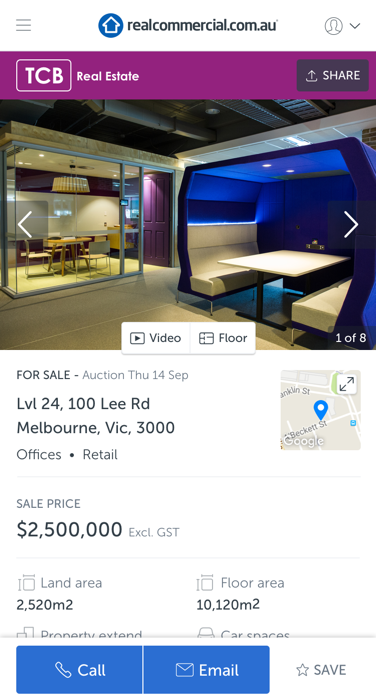 realcommercial.com.au
TCB Real Estate
SHARE
Video
Floor
1 of 8
FOR SALE - Auction Thu 14 Sep
Lvl 24, 100 Lee Rd
Melbourne, Vic, 3000
Offices • Retail
anklin St
A'Beckett St
Google
SALE PRICE
$2,500,000 Excl. GST
Land area
2,520m2
Floor area
10,120m2
Property extend
Car spaces
Call
Email
SAVE